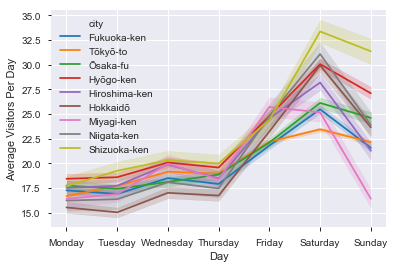 35.0
32.5
30.0
27.5
25.0
22.5
20.0
17.5
15.0
Average Visitors Per Day
city
Fukuoka-ken
Tōkyō-to
Ōsaka-fu
Hyōgo-ken
Hiroshima-ken
Hokkaidō
Miyagi-ken
Niigata-ken
Shizuoka-ken
Monday Tuesday Wednesday Thursday Friday Saturday Sunday
Day